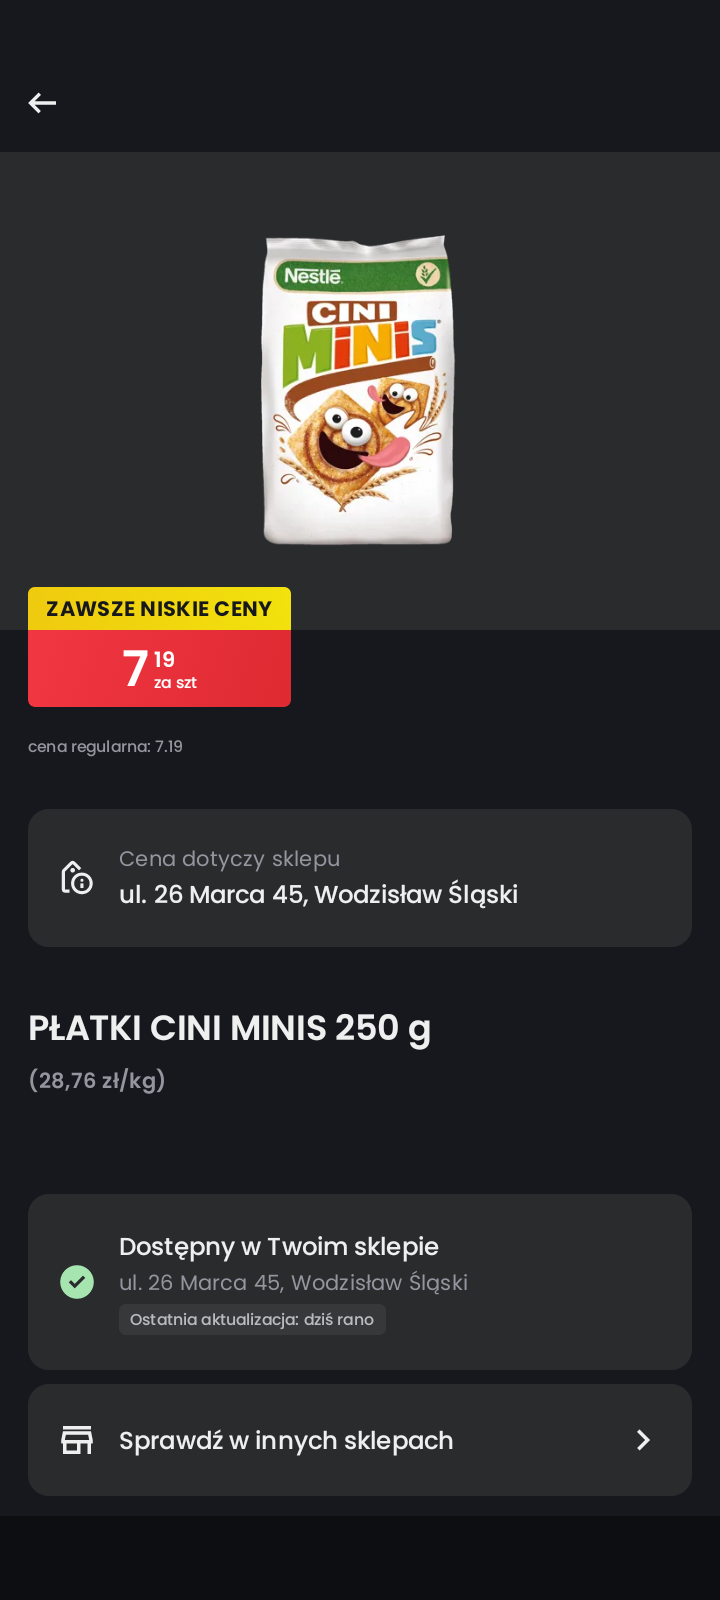 Nestlē
CINI
MiNiS
ZAWSZE NISKIE CENY
7 19
za szt
cena regularna: 7.19
Cena dotyczy sklepu
ul. 26 Marca 45, Wodzisław Śląski
PŁATKI CINI MINIS 250 g
(28,76 zł/kg)
Dostępny w Twoim sklepie
ul. 26 Marca 45, Wodzisław Śląski
Ostatnia aktualizacja: dziś rano
Sprawdź w innych sklepach